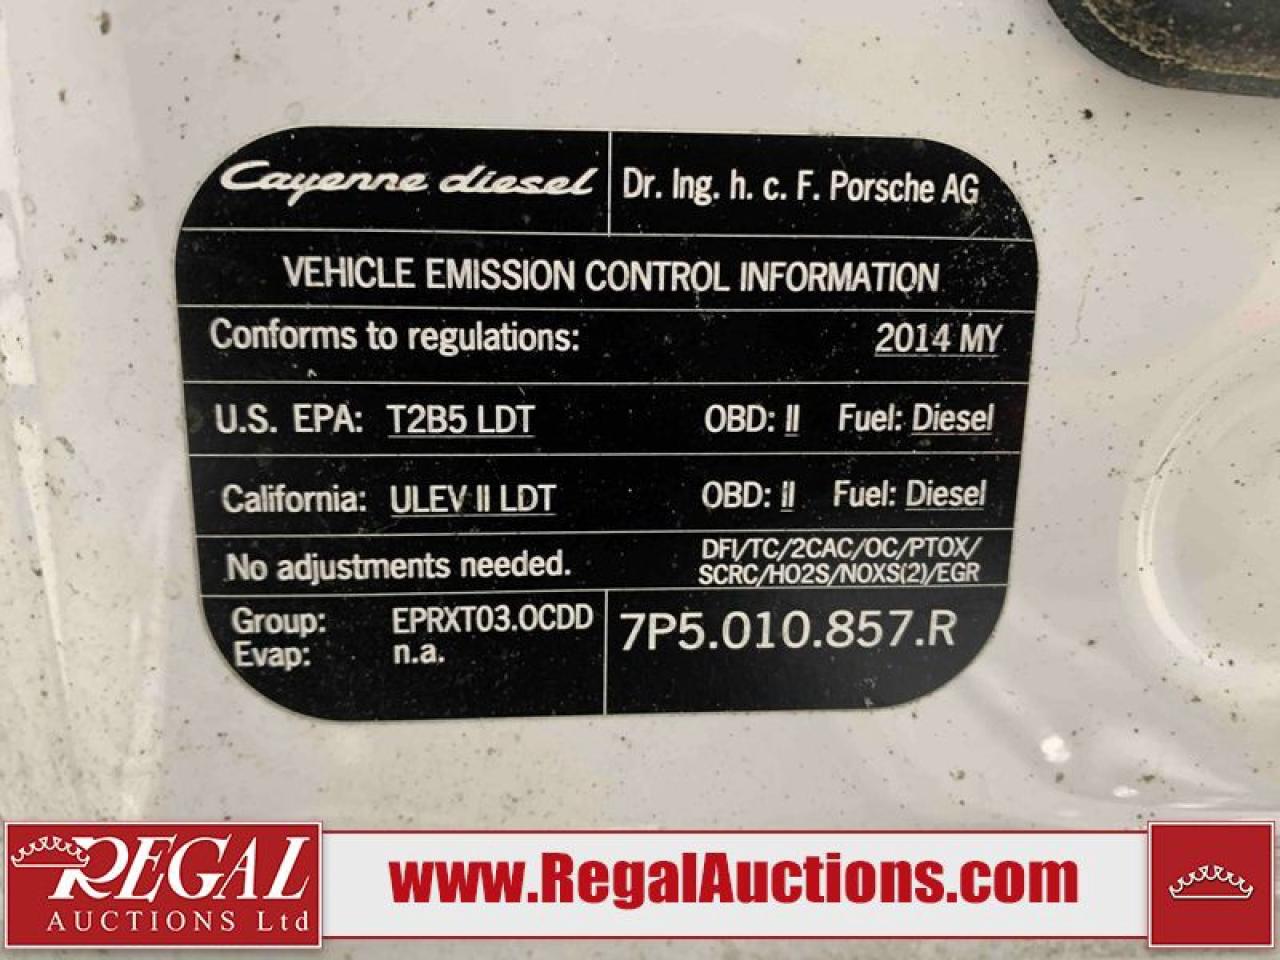 Cayenne diesel
Dr. Ing. h. c. F. Porsche AG
VEHICLE EMISSION CONTROL INFORMATION
Conforms to regulations: 2014 MY
U.S. EPA: T2B5 LDT OBD: II Fuel: Diesel
California: ULEV II LDT OBD: II Fuel: Diesel
No adjustments needed.
DFI/TC/2CAC/OC/PTOX/
SCRC/HO2S/NOXS(2)/EGR
Group: EPRXT03.0CDD
Evap: n.a.
7P5.010.857.R
REGAL
AUCTIONS Ltd
www.RegalAuctions.com